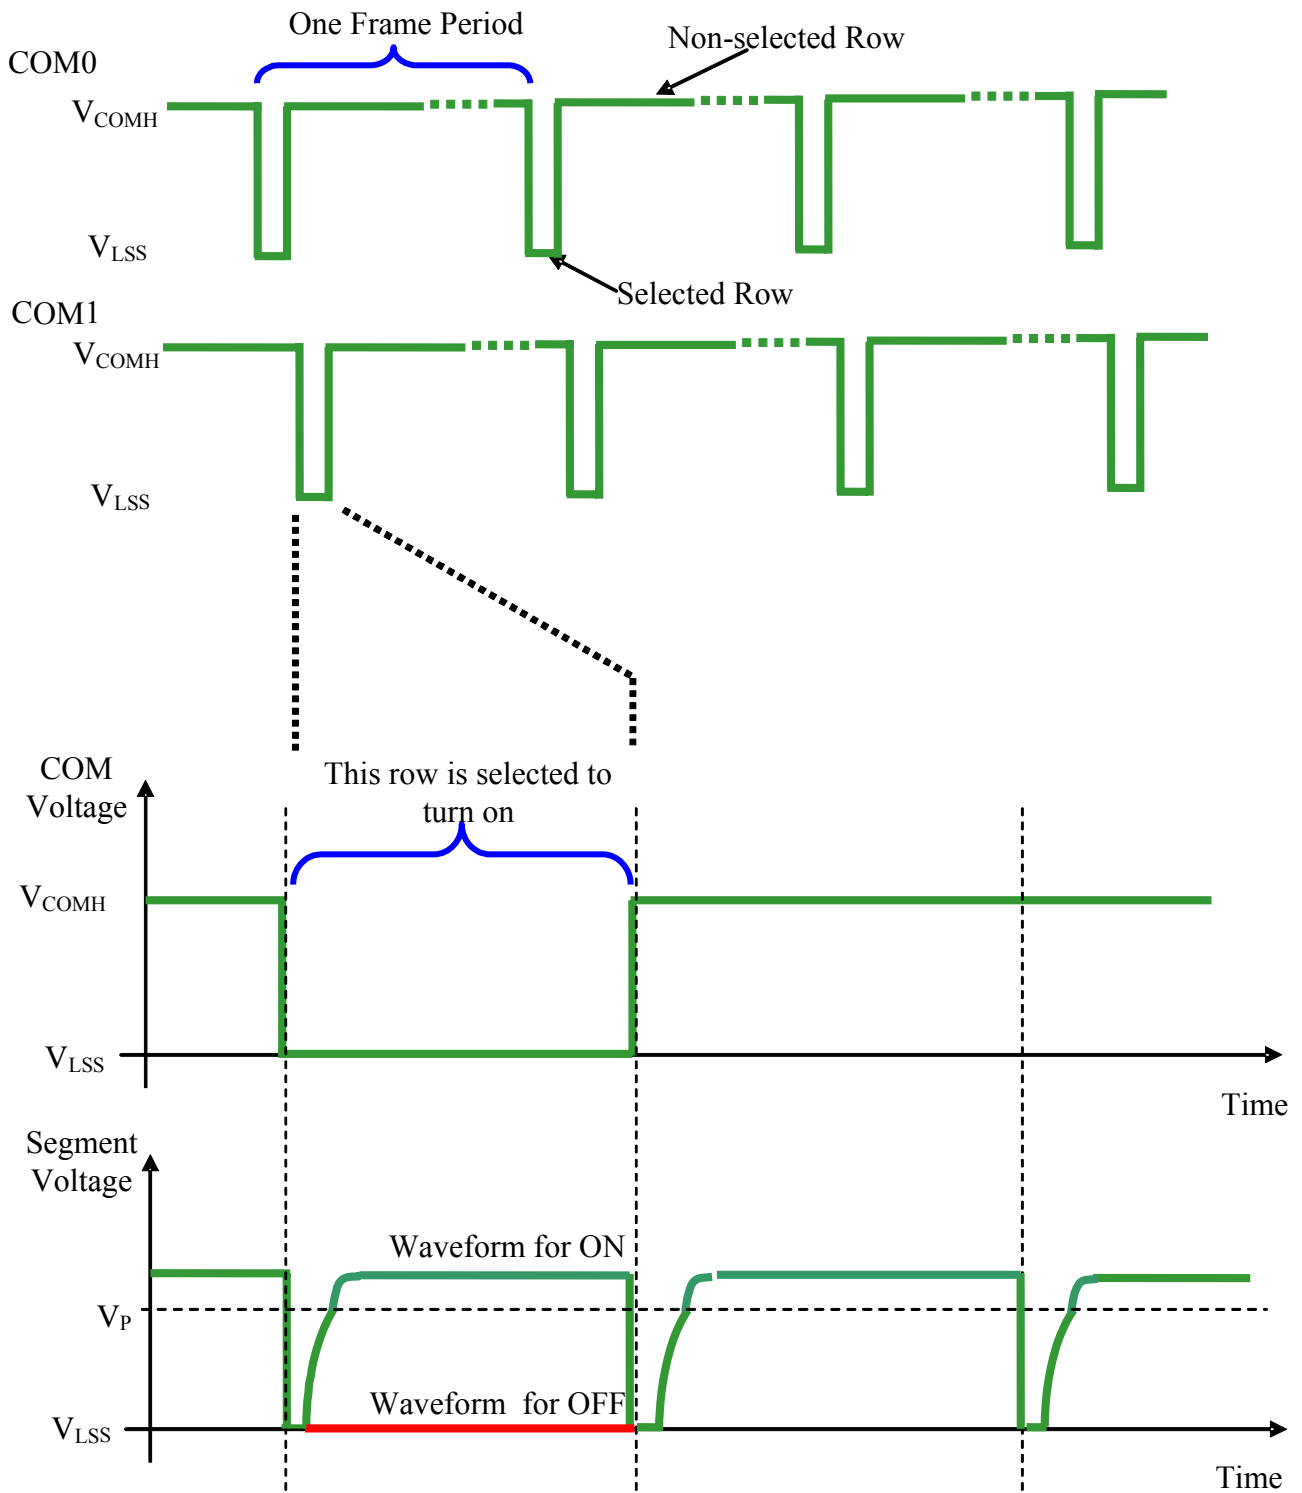 One Frame Period
Non-selected Row
COM0
VCOMH
VLSS
Selected Row
COM1
VCOMH
VLSS
COM
Voltage
This row is selected to
turn on
VCOMH
VLSS
Time
Segment
Voltage
Waveform for ON
VP
Waveform for OFF
VLSS
Time